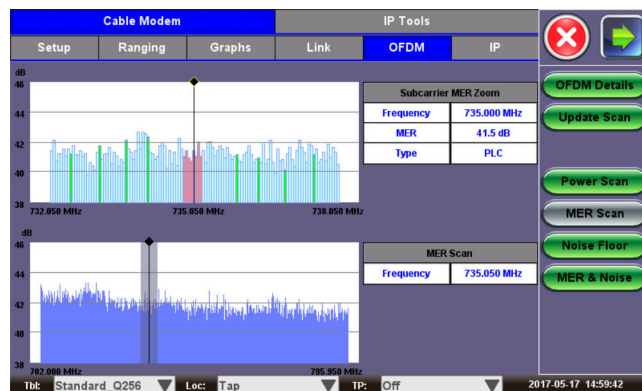 Cable Modem IP Tools
Setup Ranging Graphs Link OFDM IP
dB
46
44
42
40
38
732.050 MHz 735.050 MHz 738.050 MHz
Subcarrier MER Zoom
Frequency 735.000 MHz
MER 41.5 dB
Type PLC
dB
46
44
42
40
38
702.000 MHz 795.950 MHz
MER Scan
Frequency 735.050 MHz
OFDM Details
Update Scan
Power Scan
MER Scan
Noise Floor
MER & Noise
Tbl: Standard_Q256 Loc: Tap TP: Off 2017-05-17 14:59:42